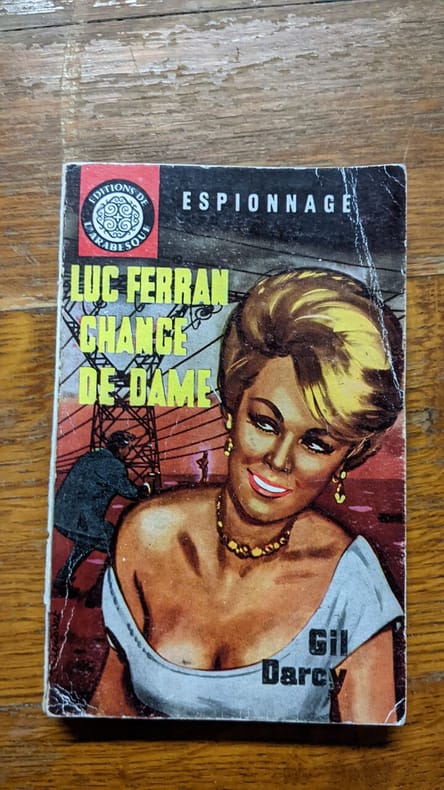 EDITIONS DE
L'ARABESQUE
ESPIONNAGE
LUC FERRAN
CHANGE
DE DAME
Gil
Darcy